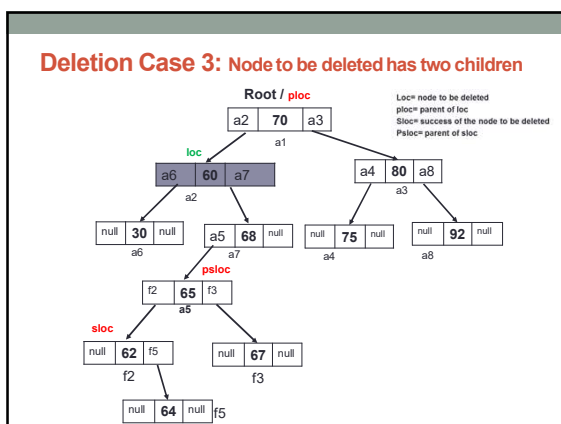 Deletion Case 3: Node to be deleted has two children
Root / ploc
Loc= node to be deleted
ploc= parent of loc
Sloc= success of the node to be deleted
Psloc= parent of sloc
a2 70 a3
a1
loc
a6 60 a7
a2
a4 80 a8
a3
null 30 null
a6
a5 68 null
a7
null 75 null
a4
null 92 null
a8
psloc
f2 65 f3
a5
sloc
null 62 f5
f2
null 67 null
f3
null 64 null f5